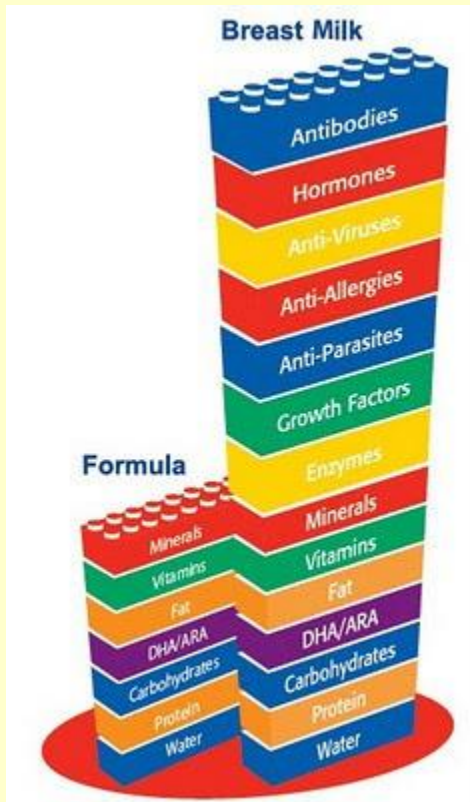 Breast Milk
Antibodies
Hormones
Anti-Viruses
Anti-Allergies
Anti-Parasites
Growth Factors
Enzymes
Minerals
Vitamins
Fat
DHA/ARA
Carbohydrates
Protein
Water
Formula
Minerals
Vitamins
Fat
DHA/ARA
Carbohydrates
Protein
Water